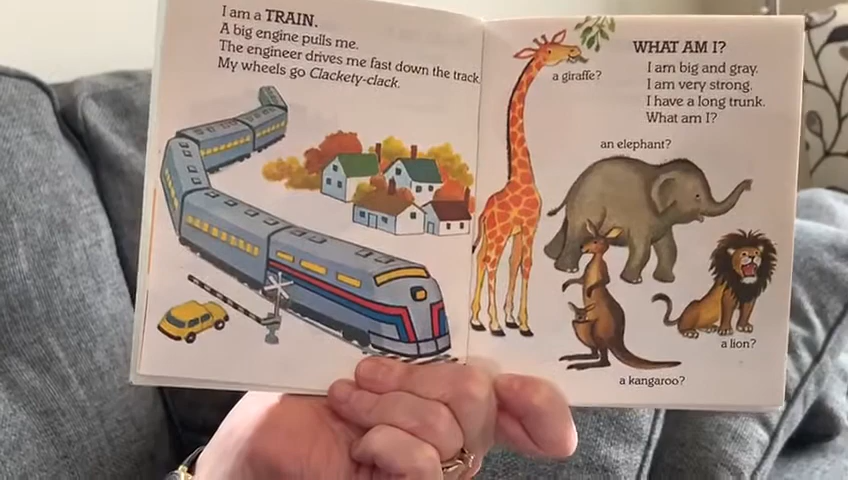 I am a TRAIN.
A big engine pulls me.
The engineer drives me fast down the track.
My wheels go Clackety-clack.
WHAT AM I?
I am big and gray.
I am very strong.
I have a long trunk.
What am I?
a giraffe?
an elephant?
a lion?
a kangaroo?